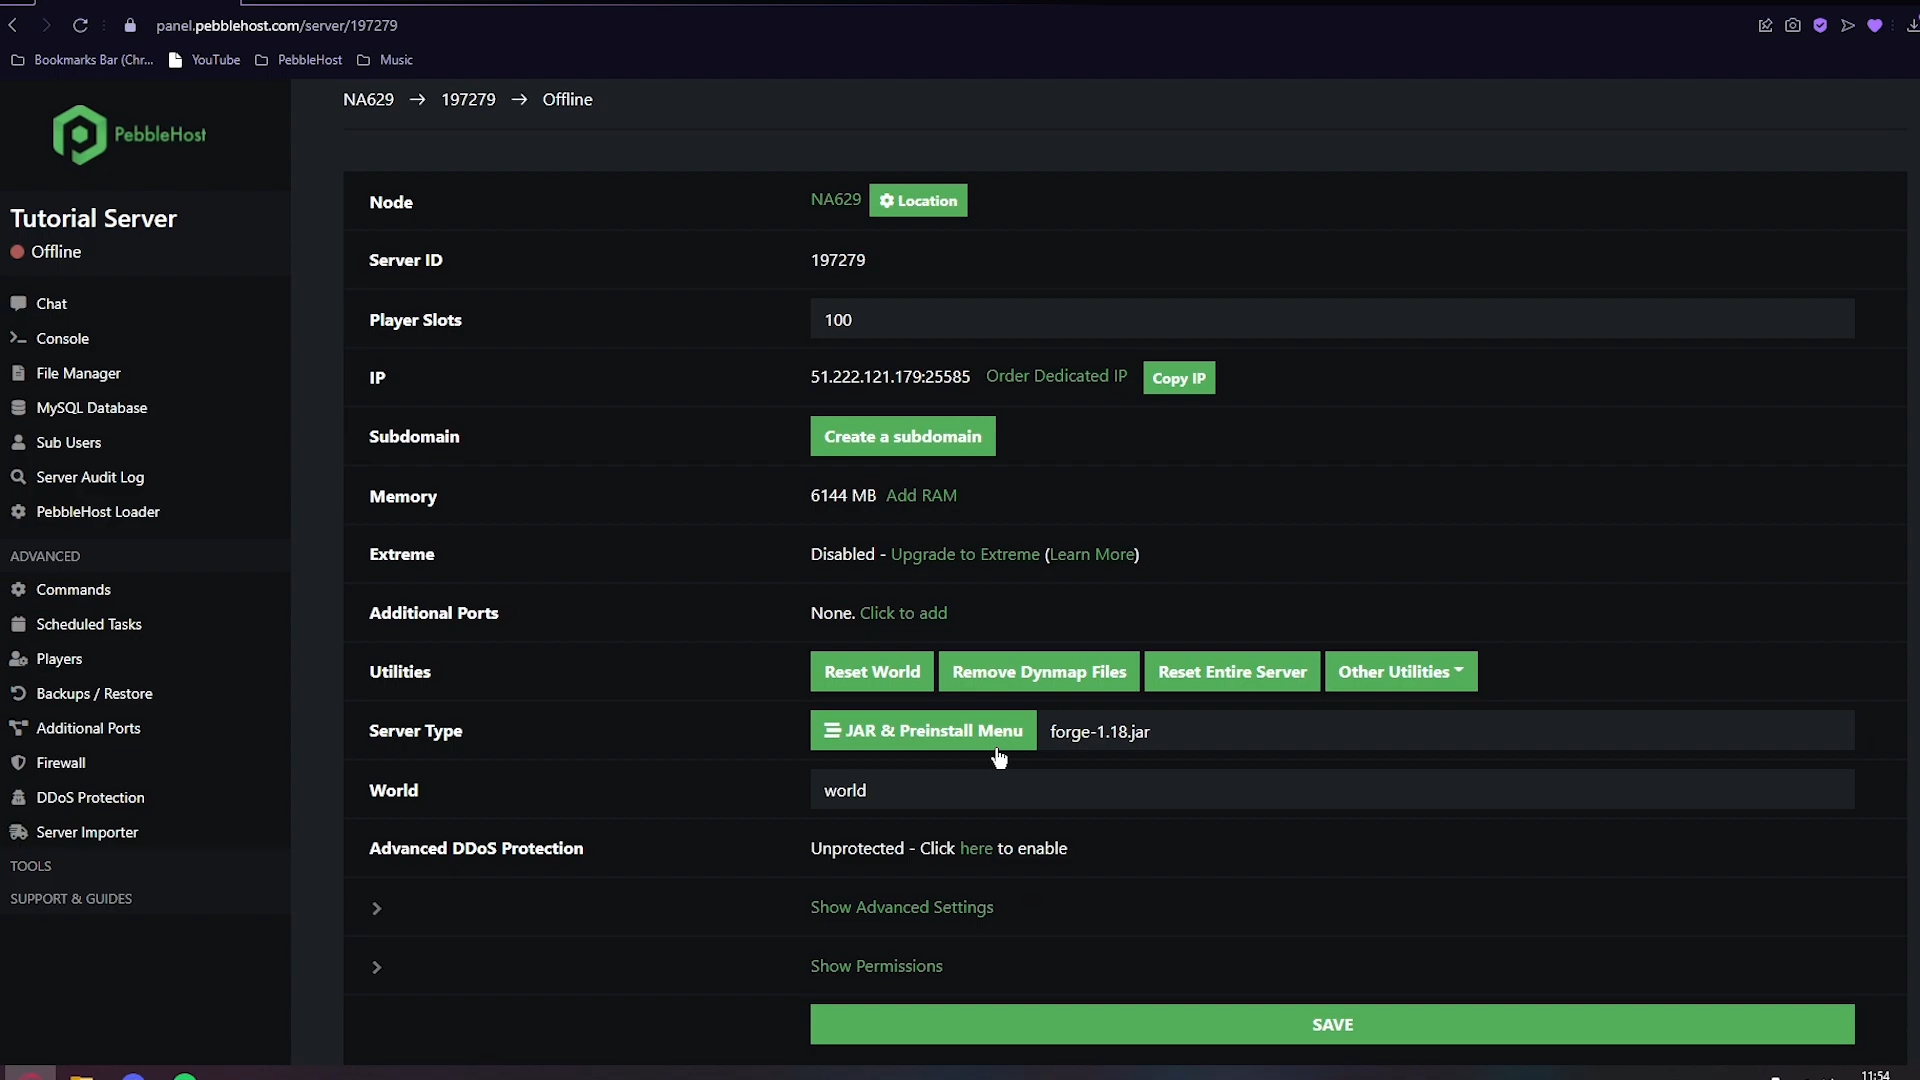 panel.pebblehost.com/server/197279
Bookmarks Bar (Chr... YouTube PebbleHost Music
PebbleHost
Tutorial Server
Offline
Chat
Console
File Manager
MySQL Database
Sub Users
Server Audit Log
PebbleHost Loader
ADVANCED
Commands
Scheduled Tasks
Players
Backups / Restore
Additional Ports
Firewall
DDoS Protection
Server Importer
TOOLS
SUPPORT & GUIDES
NA629 → 197279 → Offline
Node NA629 Location
Server ID 197279
Player Slots 100
IP 51.222.121.179:25585 Order Dedicated IP Copy IP
Subdomain Create a subdomain
Memory 6144 MB Add RAM
Extreme Disabled - Upgrade to Extreme (Learn More)
Additional Ports None. Click to add
Utilities Reset World Remove Dynmap Files Reset Entire Server Other Utilities
Server Type JAR & Preinstall Menu forge-1.18.jar
World world
Advanced DDoS Protection Unprotected - Click here to enable
Show Advanced Settings
Show Permissions
SAVE
11:54